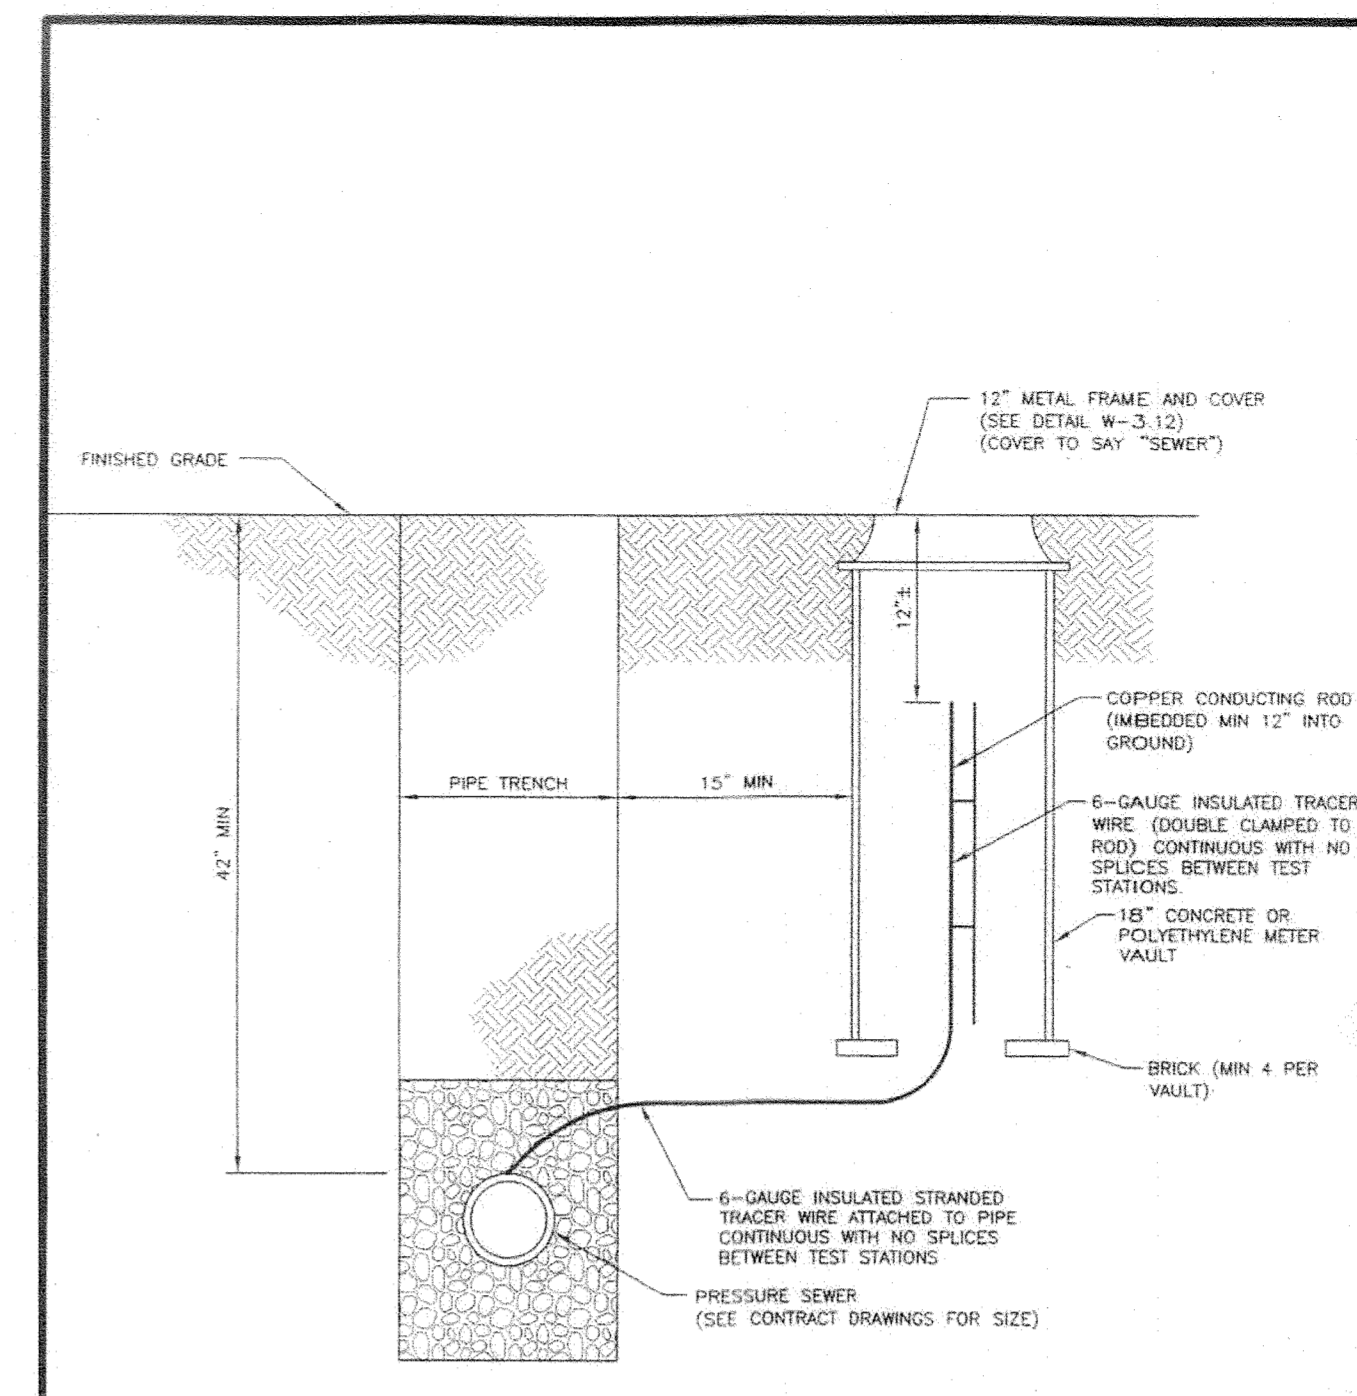 12" METAL FRAME AND COVER
(SEE DETAIL W-3.12)
(COVER TO SAY "SEWER")
FINISHED GRADE
12"±
COPPER CONDUCTING ROD
(IMBEDDED MIN 12" INTO
GROUND)
PIPE TRENCH
15" MIN
42" MIN
6-GAUGE INSULATED TRACER
WIRE (DOUBLE CLAMPED TO
ROD) CONTINUOUS WITH NO
SPLICES BETWEEN TEST
STATIONS.
18" CONCRETE OR
POLYETHYLENE METER
VAULT
BRICK (MIN 4 PER
VAULT)
6-GAUGE INSULATED STRANDED
TRACER WIRE ATTACHED TO PIPE
CONTINUOUS WITH NO SPLICES
BETWEEN TEST STATIONS
PRESSURE SEWER
(SEE CONTRACT DRAWINGS FOR SIZE)